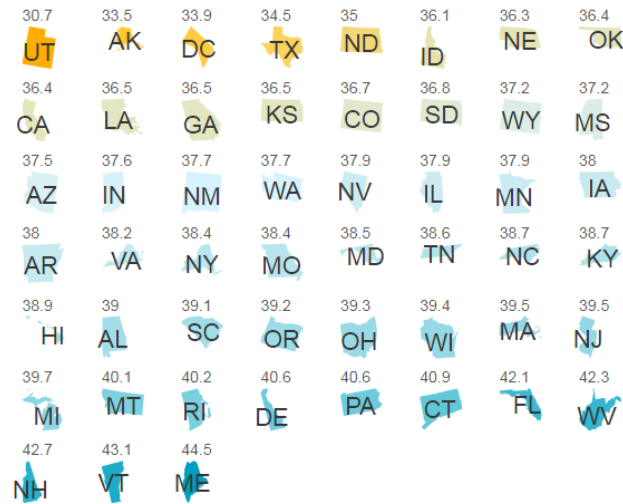 30.7 33.5 33.9 34.5 35 36.1 36.3 36.4
UT AK DC TX ND ID NE OK
36.4 36.5 36.5 36.5 36.7 36.8 37.2 37.2
CA LA GA KS CO SD WY MS
37.5 37.6 37.7 37.7 37.9 37.9 37.9 38
AZ IN NM WA NV IL MN IA
38 38.2 38.4 38.4 38.5 38.6 38.7 38.7
AR VA NY MO MD TN NC KY
38.9 39 39.1 39.2 39.3 39.4 39.5 39.5
HI AL SC OR OH WI MA NJ
39.7 40.1 40.2 40.6 40.6 40.9 42.1 42.3
MI MT RI DE PA CT FL WV
42.7 43.1 44.5
NH VT ME